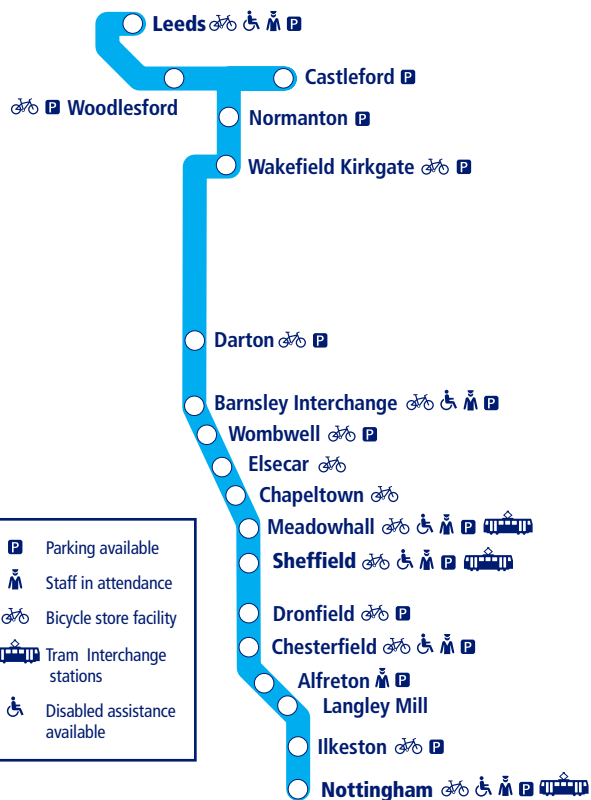 Leeds P
Castleford P
P Woodlesford
Normanton P
Wakefield Kirkgate P
Darton P
Barnsley Interchange P
Wombwell P
Elsecar
Chapeltown
Meadowhall P
Sheffield P
Dronfield P
Chesterfield P
Alfreton P
Langley Mill
Ilkeston P
Nottingham P
P Parking available
Staff in attendance
Bicycle store facility
Tram Interchange
stations
Disabled assistance
available